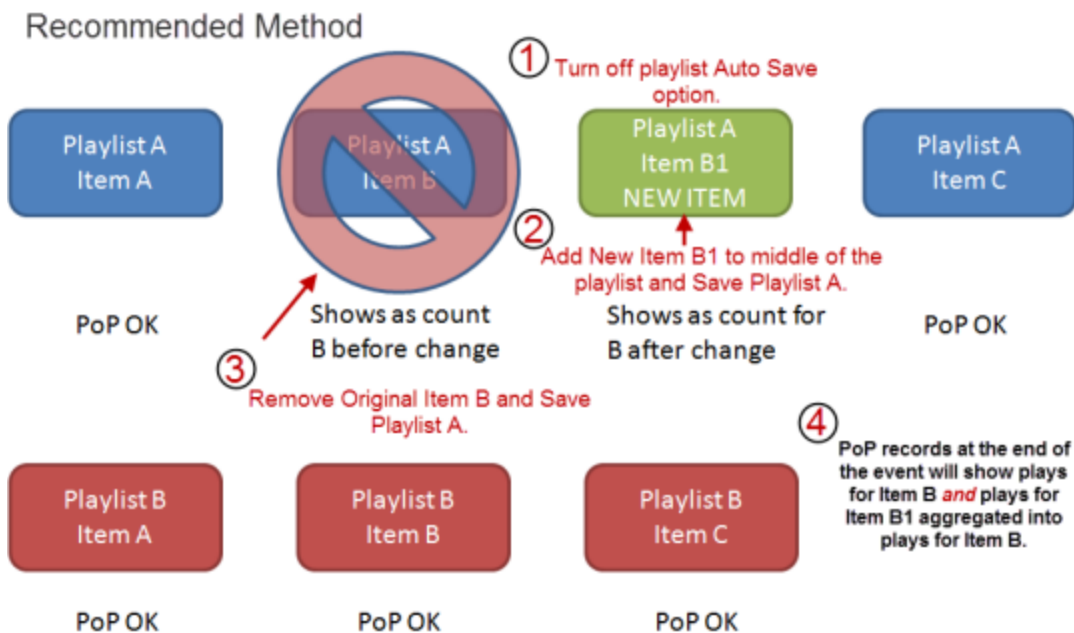 Recommended Method
1
Turn off playlist Auto Save
option.
Playlist A
Item A
Playlist A
Item B
Playlist A
Item B1
NEW ITEM
Playlist A
Item C
2
Add New Item B1 to middle of the
playlist and Save Playlist A.
PoP OK
Shows as count
B before change
Shows as count for
B after change
PoP OK
3
Remove Original Item B and Save
Playlist A.
4
PoP records at the end of
the event will show plays
for Item B and plays for
Item B1 aggregated into
plays for Item B.
Playlist B
Item A
Playlist B
Item B
Playlist B
Item C
PoP OK
PoP OK
PoP OK